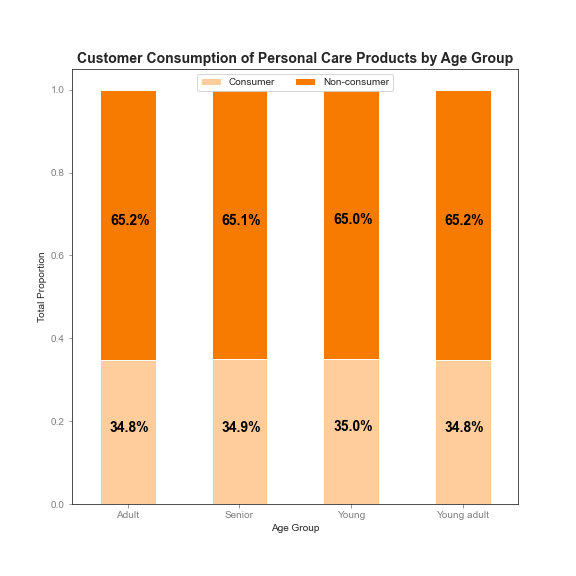 Customer Consumption of Personal Care Products by Age Group
Consumer Non-consumer
1.0
0.8
0.6
0.4
0.2
0.0
Total Proportion
65.2% 65.1% 65.0% 65.2%
34.8% 34.9% 35.0% 34.8%
Adult Senior Young Young adult
Age Group